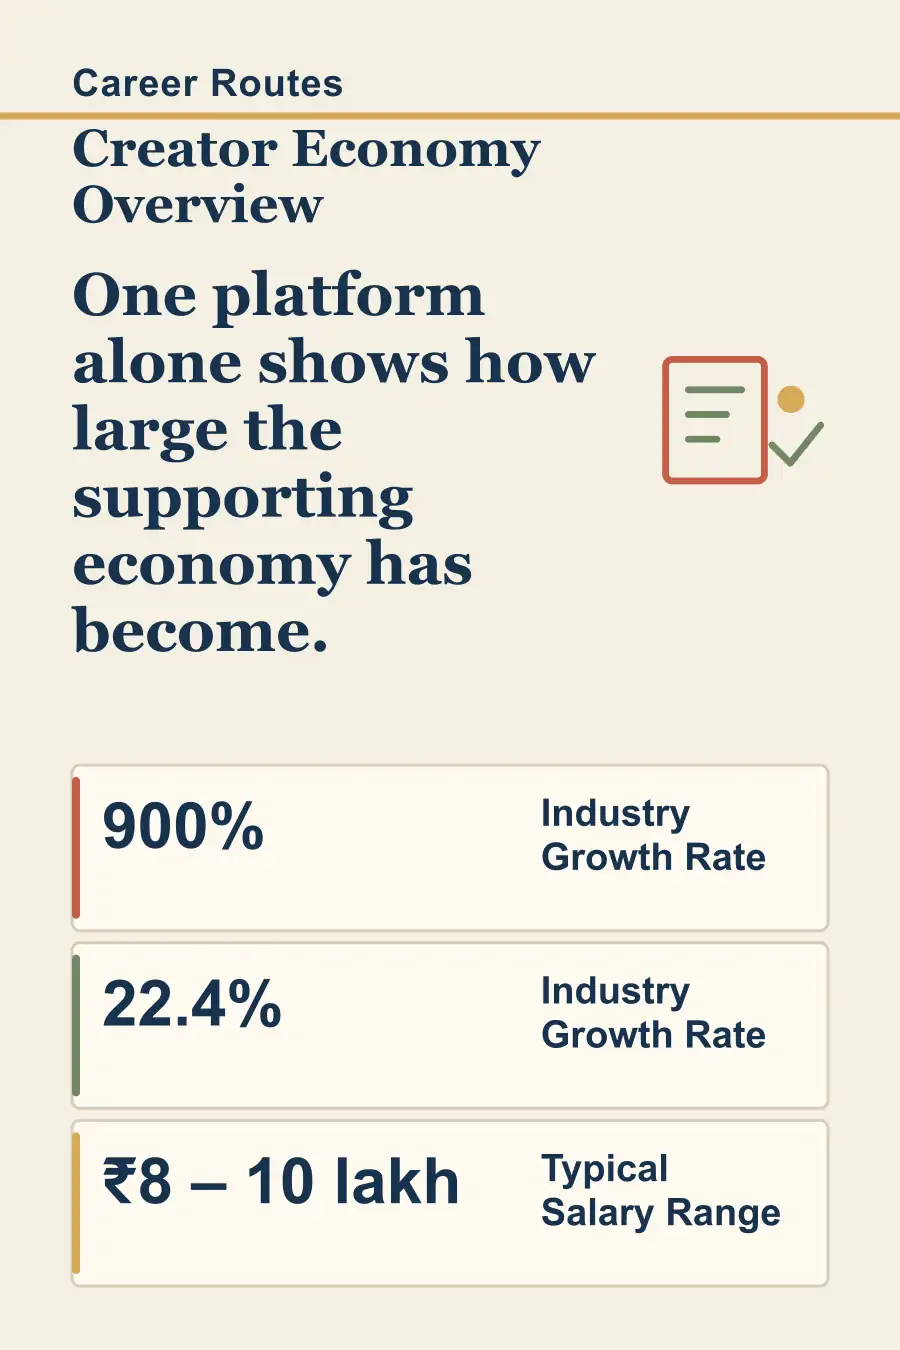 Career Routes
Creator Economy
Overview
One platform
alone shows how
large the
supporting
economy has
become.
900%
Industry
Growth Rate
22.4%
Industry
Growth Rate
₹8 – 10 lakh
Typical
Salary Range